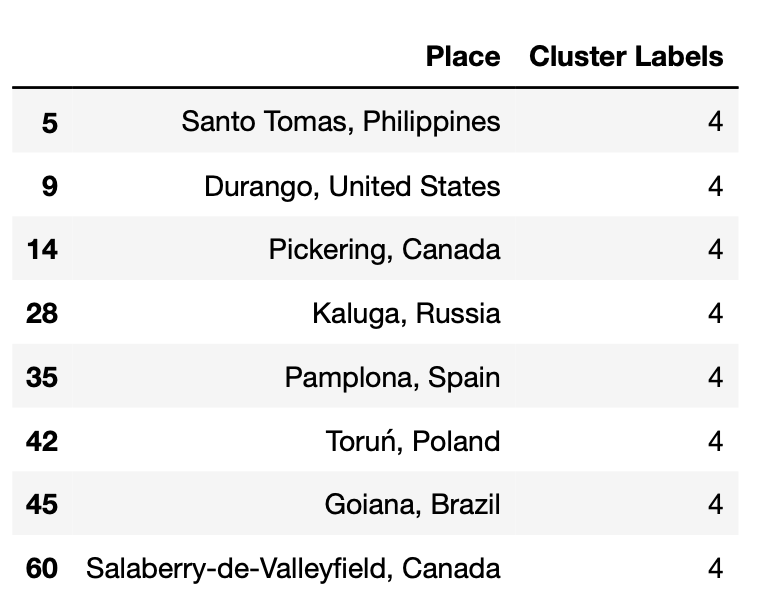 Place Cluster Labels
5 Santo Tomas, Philippines 4
9 Durango, United States 4
14 Pickering, Canada 4
28 Kaluga, Russia 4
35 Pamplona, Spain 4
42 Toruń, Poland 4
45 Goiana, Brazil 4
60 Salaberry-de-Valleyfield, Canada 4